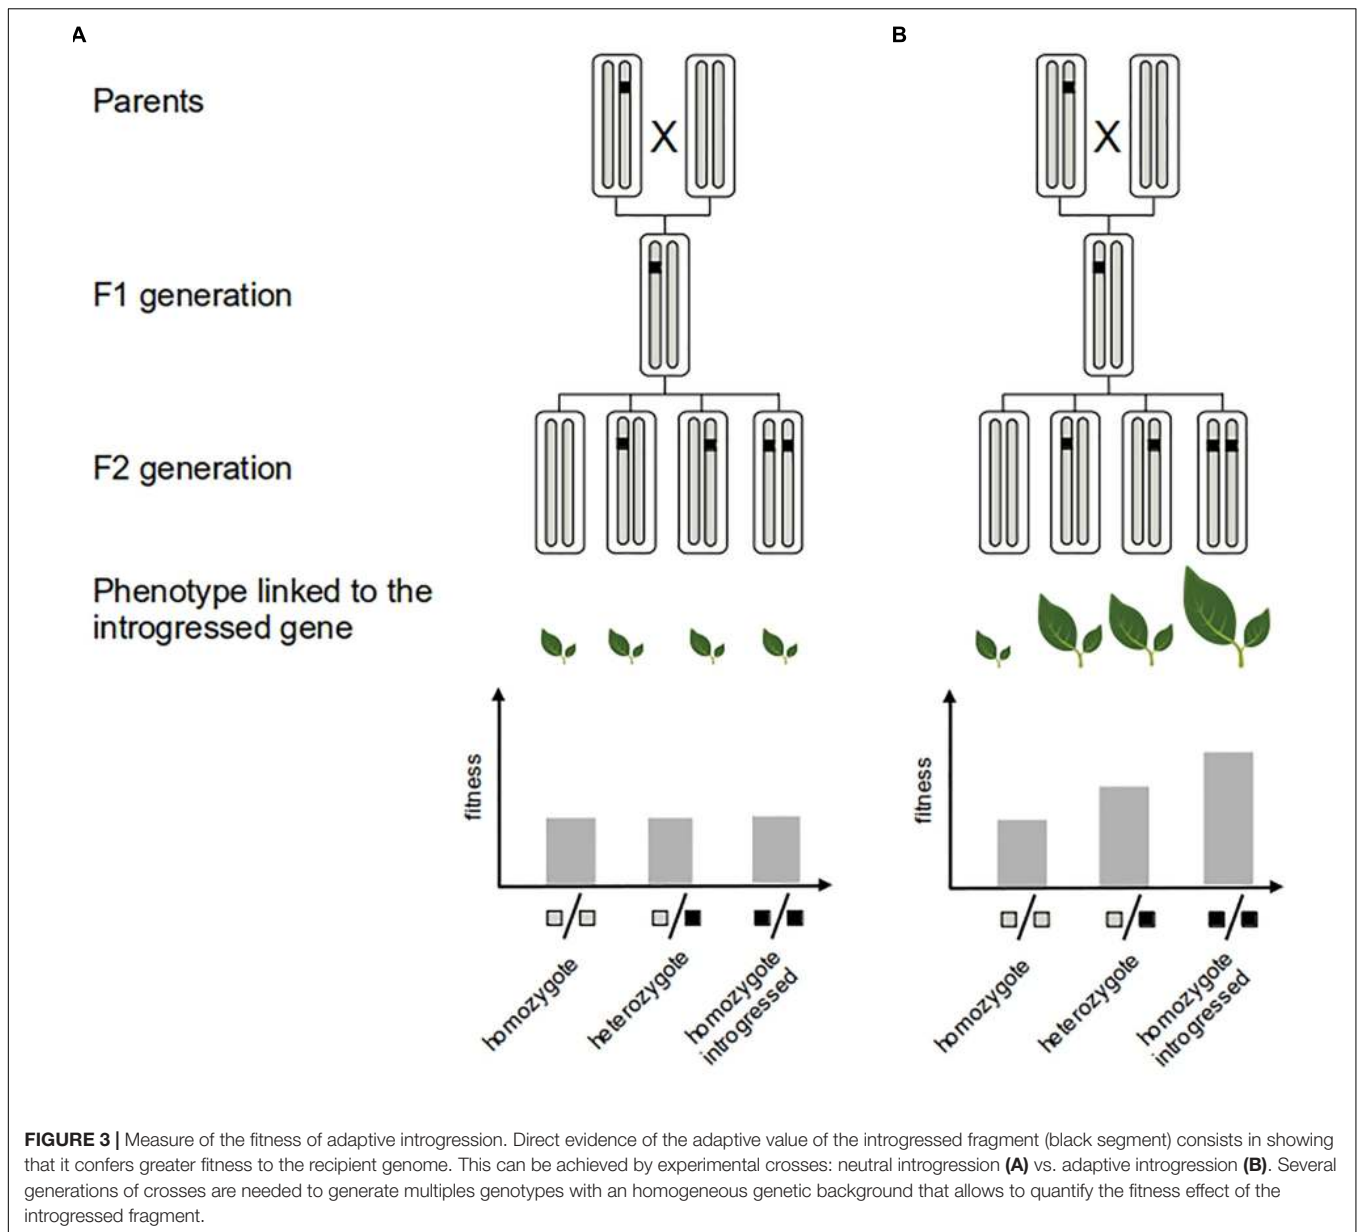 A
B
Parents
X
X
F1 generation
F2 generation
Phenotype linked to the
introgressed gene
fitness
homozygote
heterozygote
homozygote
introgressed
fitness
homozygote
heterozygote
homozygote
introgressed
FIGURE 3 | Measure of the fitness of adaptive introgression. Direct evidence of the adaptive value of the introgressed fragment (black segment) consists in showing
that it confers greater fitness to the recipient genome. This can be achieved by experimental crosses: neutral introgression (A) vs. adaptive introgression (B). Several
generations of crosses are needed to generate multiples genotypes with an homogeneous genetic background that allows to quantify the fitness effect of the
introgressed fragment.